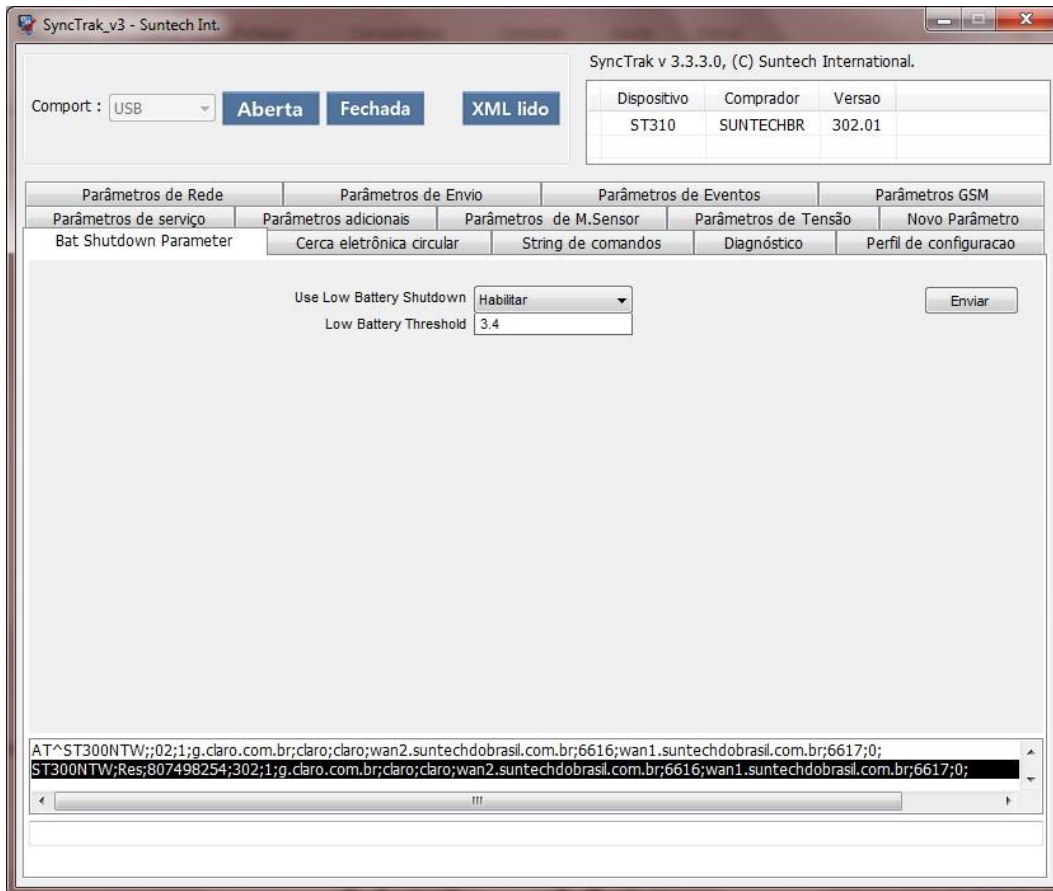 SyncTrak_v3 - Suntech Int.
SyncTrak v 3.3.3.0, (C) Suntech International.
Comport : USB Aberta Fechada XML lido
Dispositivo Comprador Versao
ST310 SUNTECHBR 302.01
Parâmetros de Rede Parâmetros de Envio Parâmetros de Eventos Parâmetros GSM
Parâmetros de serviço Parâmetros adicionais Parâmetros de M.Sensor Parâmetros de Tensão Novo Parâmetro
Bat Shutdown Parameter Cerca eletrônica circular String de comandos Diagnóstico Perfil de configuracao
Use Low Battery Shutdown Habilitar Enviar
Low Battery Threshold 3.4
AT^ST300NTW;;02;1;g.claro.com.br;claro;claro;wan2.suntechdobrasil.com.br;6616;wan1.suntechdobrasil.com.br;6617;0;
ST300NTW;Res;807498254;302;1;g.claro.com.br;claro;claro;wan2.suntechdobrasil.com.br;6616;wan1.suntechdobrasil.com.br;6617;0;